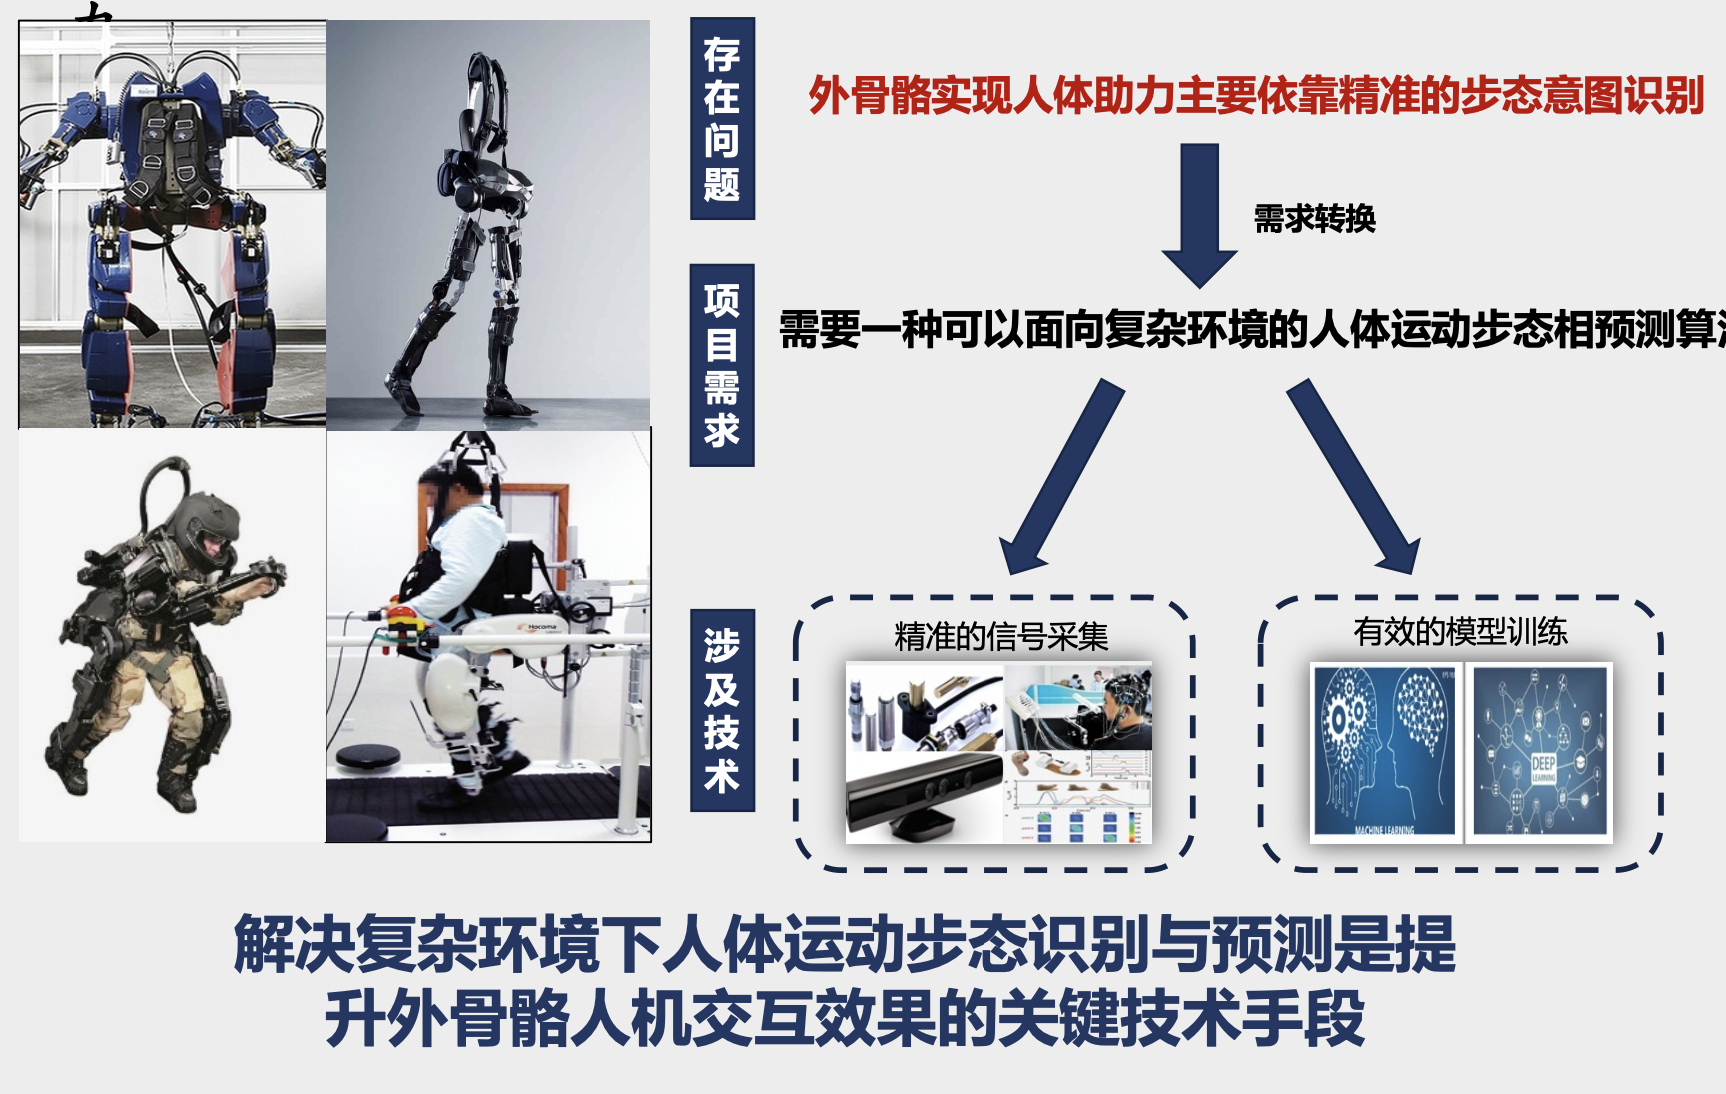 存在问题
外骨骼实现人体助力主要依靠精准的步态意图识别
需求转换
项目需求
需要一种可以面向复杂环境的人体运动步态相预测算
涉及技术
精准的信号采集
有效的模型训练
Hocoma
MACHINE LEARNING
DEEP
LEARNING
解决复杂环境下人体运动步态识别与预测是提
升外骨骼人机交互效果的关键技术手段